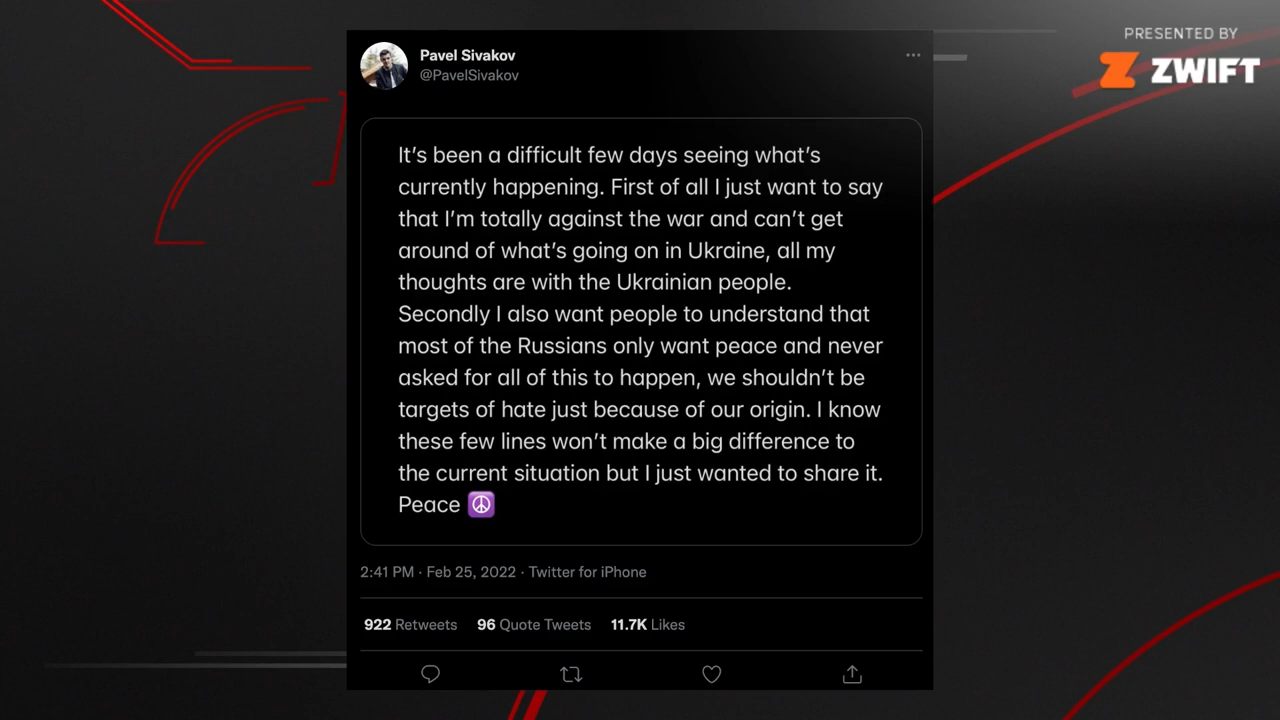 PRESENTED BY
ZWIFT
Pavel Sivakov
@PavelSivakov
It’s been a difficult few days seeing what’s
currently happening. First of all I just want to say
that I’m totally against the war and can’t get
around of what’s going on in Ukraine, all my
thoughts are with the Ukrainian people.
Secondly I also want people to understand that
most of the Russians only want peace and never
asked for all of this to happen, we shouldn’t be
targets of hate just because of our origin. I know
these few lines won’t make a big difference to
the current situation but I just wanted to share it.
Peace ☮️
2:41 PM · Feb 25, 2022 · Twitter for iPhone
922 Retweets 96 Quote Tweets 11.7K Likes